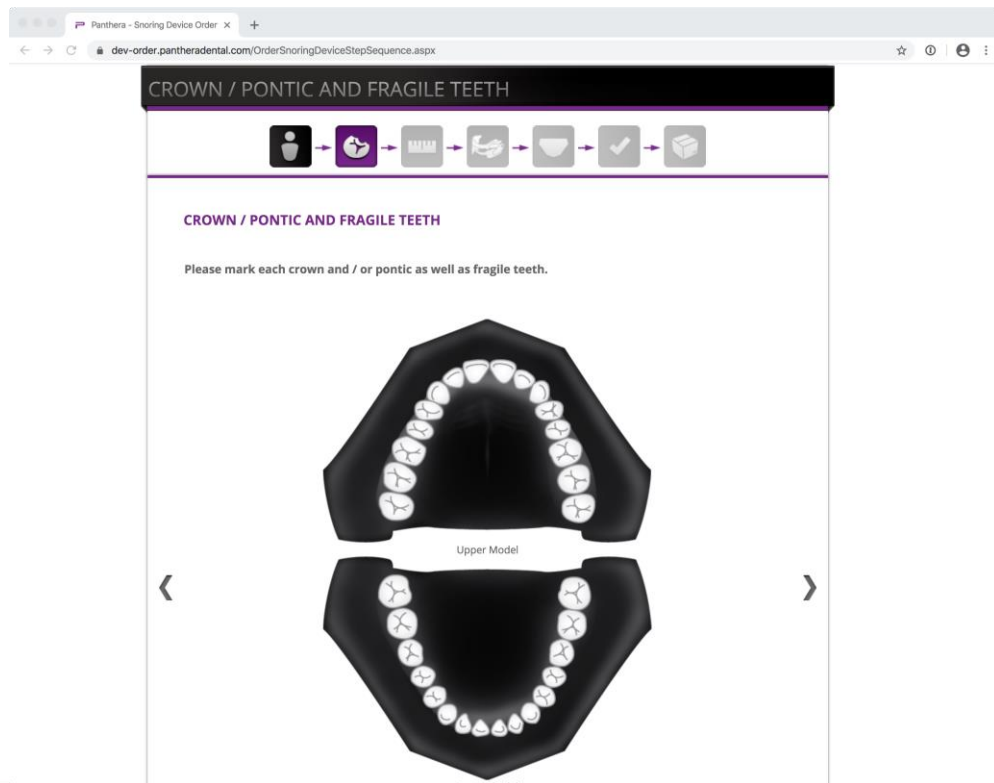 Panthera - Snoring Device Order
dev-order.pantheradental.com/OrderSnoringDeviceStepSequence.aspx
CROWN / PONTIC AND FRAGILE TEETH
CROWN / PONTIC AND FRAGILE TEETH
Please mark each crown and / or pontic as well as fragile teeth.
Upper Model